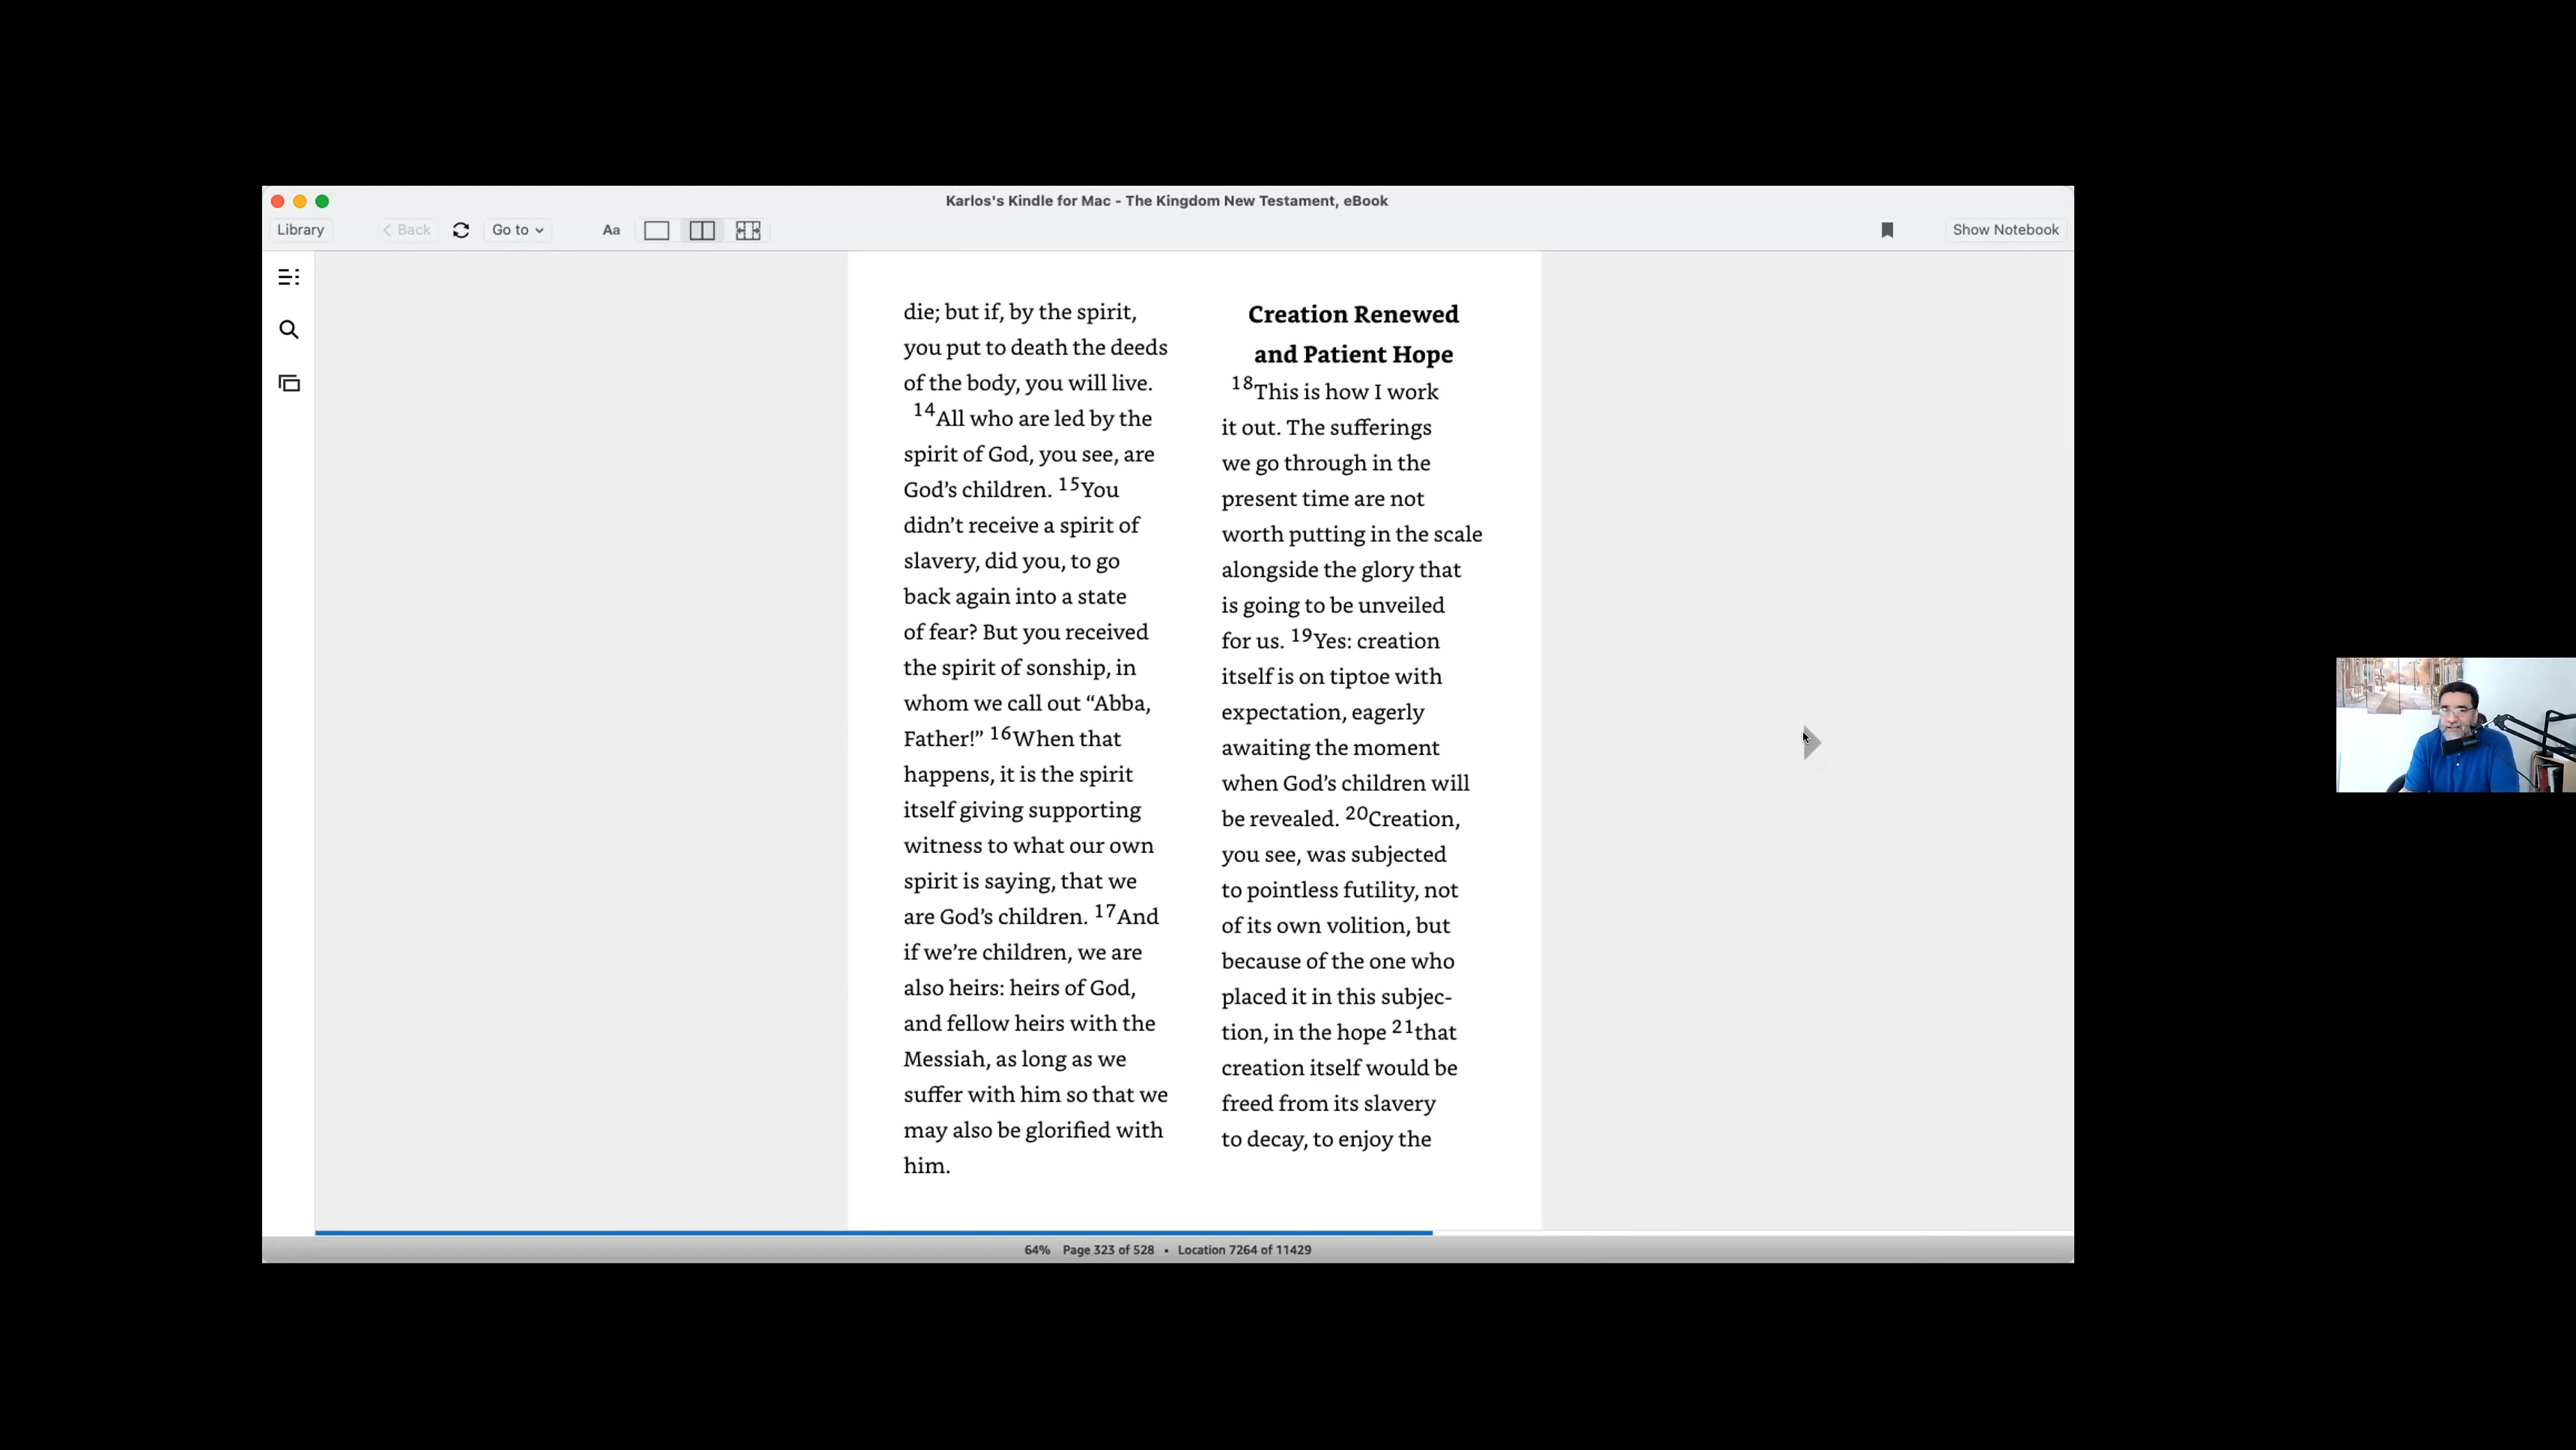 Karlos's Kindle for Mac - The Kingdom New Testament, eBook
Library
Back
Go to
Aa
Show Notebook
die; but if, by the spirit,
you put to death the deeds
of the body, you will live.
14All who are led by the
spirit of God, you see, are
God’s children. 15You
didn’t receive a spirit of
slavery, did you, to go
back again into a state
of fear? But you received
the spirit of sonship, in
whom we call out “Abba,
Father!” 16When that
happens, it is the spirit
itself giving supporting
witness to what our own
spirit is saying, that we
are God’s children. 17And
if we’re children, we are
also heirs: heirs of God,
and fellow heirs with the
Messiah, as long as we
suffer with him so that we
may also be glorified with
him.
Creation Renewed
and Patient Hope
18This is how I work
it out. The sufferings
we go through in the
present time are not
worth putting in the scale
alongside the glory that
is going to be unveiled
for us. 19Yes: creation
itself is on tiptoe with
expectation, eagerly
awaiting the moment
when God’s children will
be revealed. 20Creation,
you see, was subjected
to pointless futility, not
of its own volition, but
because of the one who
placed it in this subjec-
tion, in the hope 21that
creation itself would be
freed from its slavery
to decay, to enjoy the
64% Page 323 of 528 • Location 7264 of 11429